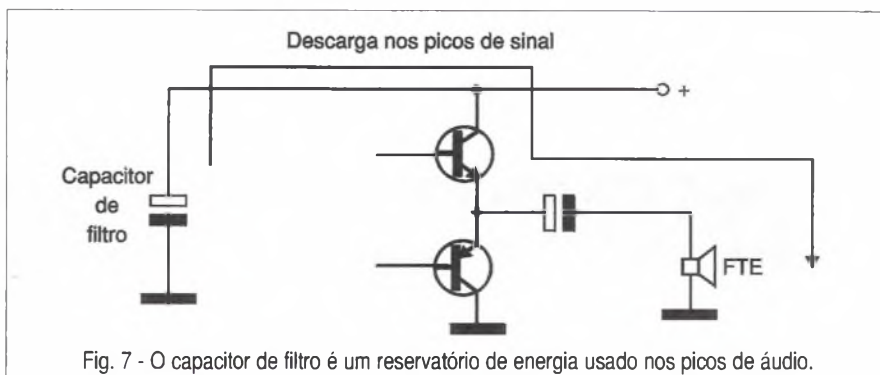 Descarga nos picos de sinal
+
Capacitor
de
filtro
FTE
Fig. 7 - O capacitor de filtro é um reservatório de energia usado nos picos de áudio.